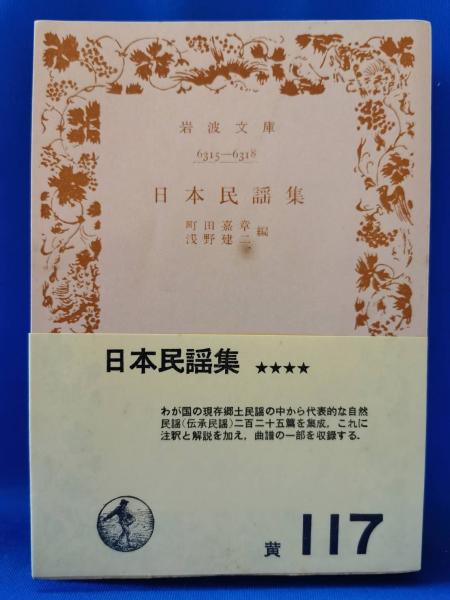 岩波文庫
6315—6318
日本民謡集
町田嘉章
浅野建二編
日本民謡集 ★★★★
わが国の現存郷土民謡の中から代表的な自然
民謡(伝承民謡)二百二十五篇を集成，これに
注釈と解説を加え，曲譜の一部を収録する．
黄 117